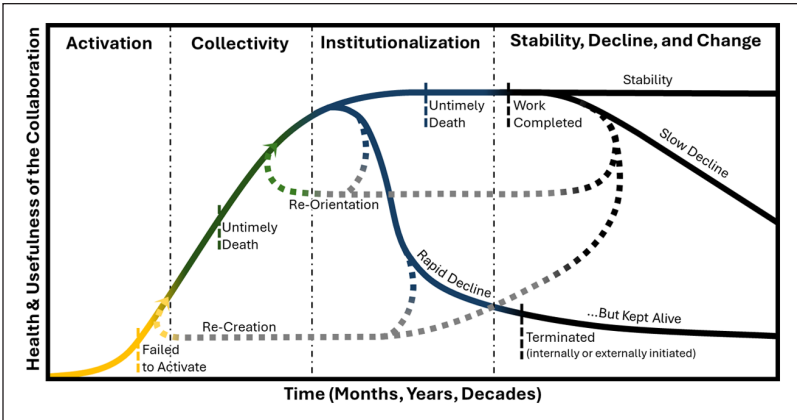 Activation
Collectivity
Institutionalization
Stability, Decline, and Change
Health & Usefulness of the Collaboration
Stability
Untimely
Death
Work
Completed
Slow Decline
Re-Orientation
Untimely
Death
Rapid Decline
...But Kept Alive
Re-Creation
Failed
to Activate
Terminated
(internally or externally initiated)
Time (Months, Years, Decades)